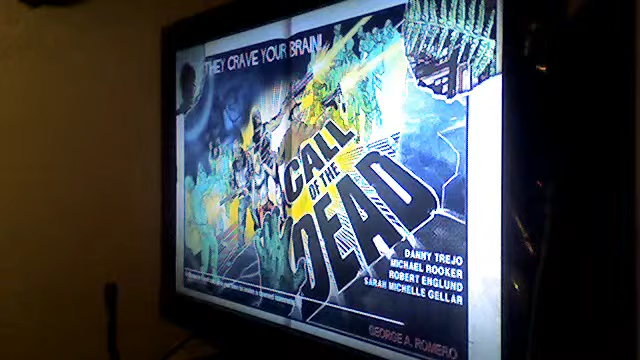 THEY CRAVE YOUR BRAIN!
CALL
OF THE
DEAD
DANNY TREJO
MICHAEL ROOKER
ROBERT ENGLUND
SARAH MICHELLE GELLAR
GEORGE A. ROMERO